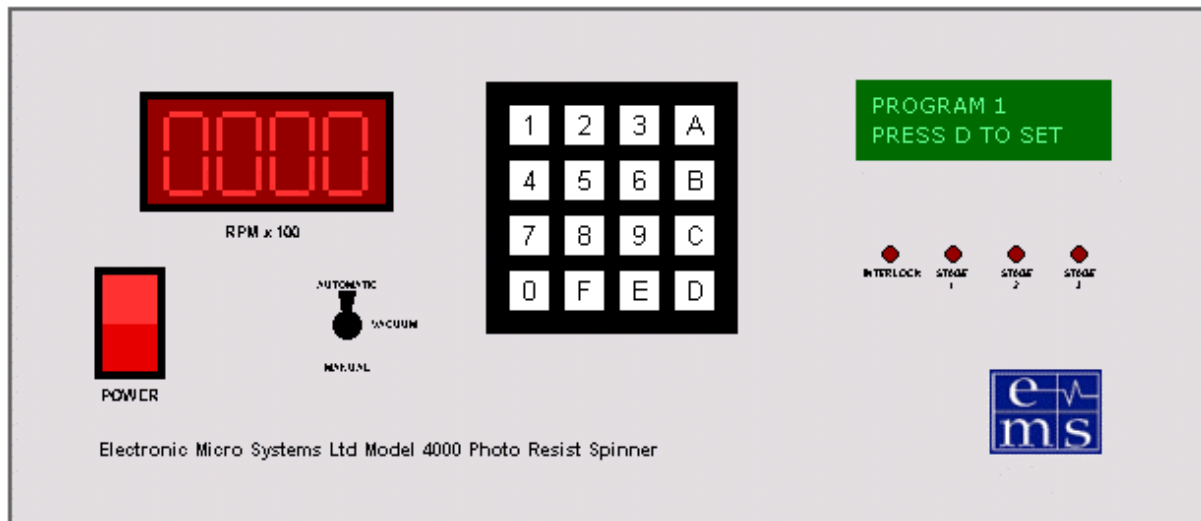 0000
RPM x 100
POWER
AUTOMATIC
VACUUM
MANUAL
1 2 3 A
4 5 6 B
7 8 9 C
0 F E D
PROGRAM 1
PRESS D TO SET
INTERLOCK STAGE STAGE STAGE
1 2 3
ems
Electronic Micro Systems Ltd Model 4000 Photo Resist Spinner